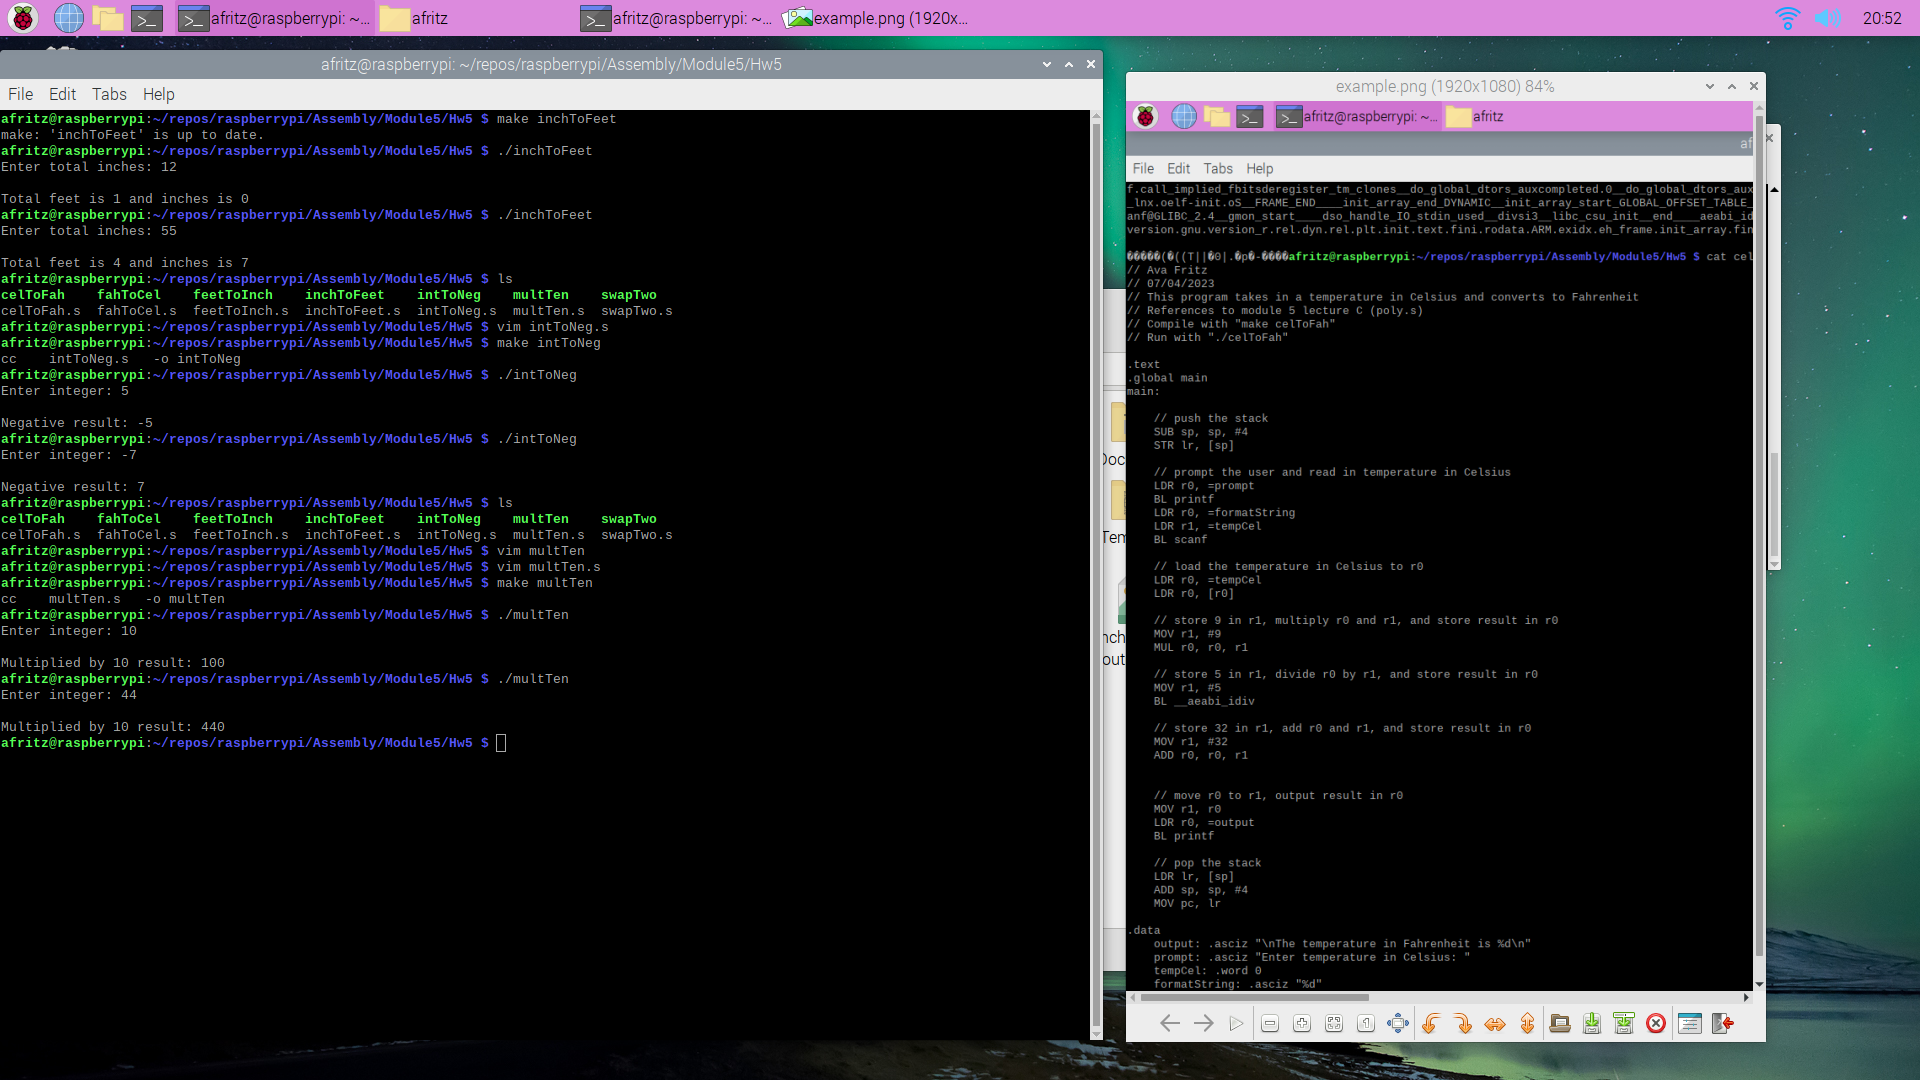 afritz@raspberrypi: ~...
afritz
afritz@raspberrypi: ~...
example.png (1920x...
20:52
afritz@raspberrypi: ~/repos/raspberrypi/Assembly/Module5/Hw5
File Edit Tabs Help
afritz@raspberrypi:~/repos/raspberrypi/Assembly/Module5/Hw5 $ make inchToFeet
make: 'inchToFeet' is up to date.
afritz@raspberrypi:~/repos/raspberrypi/Assembly/Module5/Hw5 $ ./inchToFeet
Enter total inches: 12
Total feet is 1 and inches is 0
afritz@raspberrypi:~/repos/raspberrypi/Assembly/Module5/Hw5 $ ./inchToFeet
Enter total inches: 55
Total feet is 4 and inches is 7
afritz@raspberrypi:~/repos/raspberrypi/Assembly/Module5/Hw5 $ ls
celToFah fahToCel feetToInch inchToFeet intToNeg multTen swapTwo
celToFah.s fahToCel.s feetToInch.s inchToFeet.s intToNeg.s multTen.s swapTwo.s
afritz@raspberrypi:~/repos/raspberrypi/Assembly/Module5/Hw5 $ vim intToNeg.s
afritz@raspberrypi:~/repos/raspberrypi/Assembly/Module5/Hw5 $ make intToNeg
cc intToNeg.s -o intToNeg
afritz@raspberrypi:~/repos/raspberrypi/Assembly/Module5/Hw5 $ ./intToNeg
Enter integer: 5
Negative result: -5
afritz@raspberrypi:~/repos/raspberrypi/Assembly/Module5/Hw5 $ ./intToNeg
Enter integer: -7
Negative result: 7
afritz@raspberrypi:~/repos/raspberrypi/Assembly/Module5/Hw5 $ ls
celToFah fahToCel feetToInch inchToFeet intToNeg multTen swapTwo
celToFah.s fahToCel.s feetToInch.s inchToFeet.s intToNeg.s multTen.s swapTwo.s
afritz@raspberrypi:~/repos/raspberrypi/Assembly/Module5/Hw5 $ vim multTen
afritz@raspberrypi:~/repos/raspberrypi/Assembly/Module5/Hw5 $ vim multTen.s
afritz@raspberrypi:~/repos/raspberrypi/Assembly/Module5/Hw5 $ make multTen
cc multTen.s -o multTen
afritz@raspberrypi:~/repos/raspberrypi/Assembly/Module5/Hw5 $ ./multTen
Enter integer: 10
Multiplied by 10 result: 100
afritz@raspberrypi:~/repos/raspberrypi/Assembly/Module5/Hw5 $ ./multTen
Enter integer: 44
Multiplied by 10 result: 440
afritz@raspberrypi:~/repos/raspberrypi/Assembly/Module5/Hw5 $
example.png (1920x1080) 84%
afritz@raspberrypi: ~...
afritz
af
File Edit Tabs Help
f.call_implied_fbitsderegister_tm_clones__do_global_dtors_auxcompleted.0__do_global_dtors_aux
_lnx.oelf-init.oS__FRAME_END____init_array_end_DYNAMIC__init_array_start_GLOBAL_OFFSET_TABLE_
anf@GLIBC_2.4__gmon_start____dso_handle_IO_stdin_used__divsi3__libc_csu_init__end____aeabi_id
version.gnu.version_r.rel.dyn.rel.plt.init.text.fini.rodata.ARM.exidx.eh_frame.init_array.fin
�����(�((T||�0|.�p�-����afritz@raspberrypi:~/repos/raspberrypi/Assembly/Module5/Hw5 $ cat cel
// Ava Fritz
// 07/04/2023
// This program takes in a temperature in Celsius and converts to Fahrenheit
// References to module 5 lecture C (poly.s)
// Compile with "make celToFah"
// Run with "./celToFah"
.text
.global main
main:
// push the stack
SUB sp, sp, #4
STR lr, [sp]
// prompt the user and read in temperature in Celsius
LDR r0, =prompt
BL printf
LDR r0, =formatString
LDR r1, =tempCel
BL scanf
// load the temperature in Celsius to r0
LDR r0, =tempCel
LDR r0, [r0]
// store 9 in r1, multiply r0 and r1, and store result in r0
MOV r1, #9
MUL r0, r0, r1
// store 5 in r1, divide r0 by r1, and store result in r0
MOV r1, #5
BL __aeabi_idiv
// store 32 in r1, add r0 and r1, and store result in r0
MOV r1, #32
ADD r0, r0, r1
// move r0 to r1, output result in r0
MOV r1, r0
LDR r0, =output
BL printf
// pop the stack
LDR lr, [sp]
ADD sp, sp, #4
MOV pc, lr
.data
output: .asciz "\nThe temperature in Fahrenheit is %d\n"
prompt: .asciz "Enter temperature in Celsius: "
tempCel: .word 0
formatString: .asciz "%d"